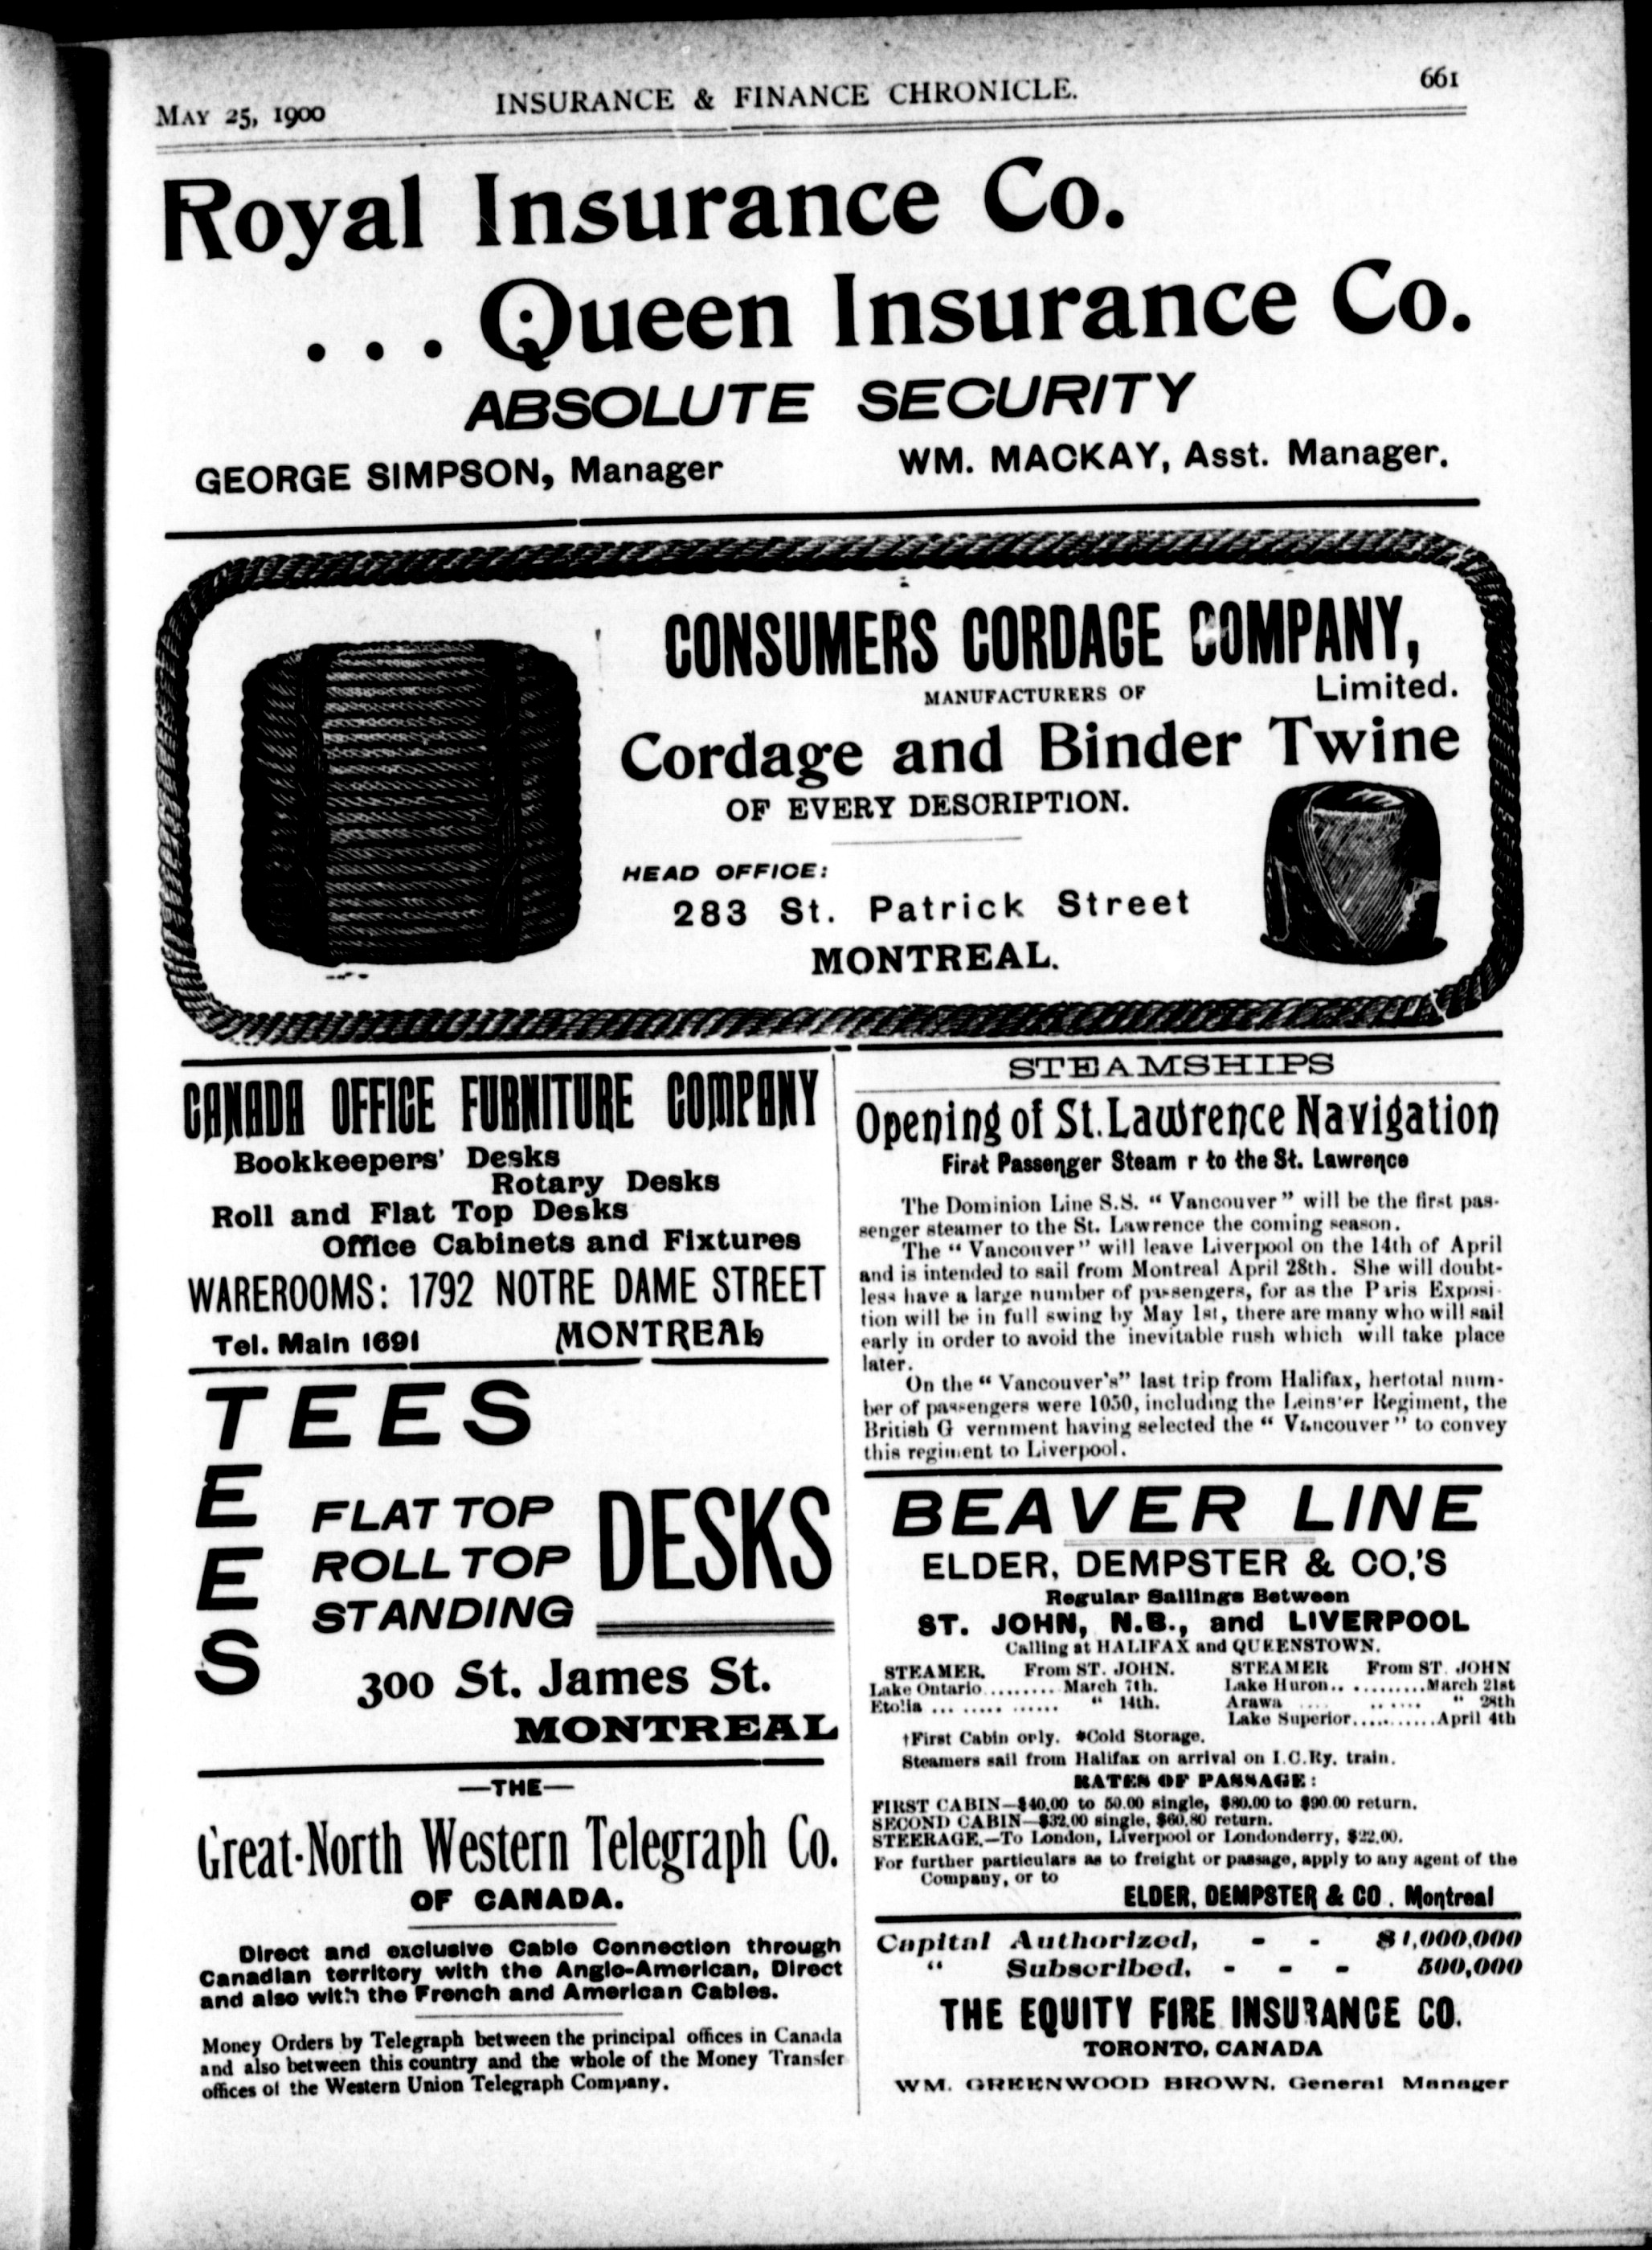 MAY 25, 1900
INSURANCE & FINANCE CHRONICLE.
661
Royal Insurance Co.
. . . Queen Insurance Co.
ABSOLUTE SECURITY
GEORGE SIMPSON, Manager
WM. MACKAY, Asst. Manager.
CONSUMERS CORDAGE COMPANY,
MANUFACTURERS OF
Limited.
Cordage and Binder Twine
OF EVERY DESCRIPTION.
HEAD OFFICE:
283 St. Patrick Street
MONTREAL.
CANADA OFFICE FURNITURE COMPANY
Bookkeepers' Desks
Rotary Desks
Roll and Flat Top Desks
Office Cabinets and Fixtures
WAREROOMS: 1792 NOTRE DAME STREET
Tel. Main 1691 MONTREAL
TEES
E
E
S
FLAT TOP
ROLL TOP
STANDING
DESKS
300 St. James St.
MONTREAL
—THE—
Great-North Western Telegraph Co.
OF CANADA.
Direct and exclusive Cable Connection through
Canadian territory with the Anglo-American, Direct
and also with the French and American Cables.
Money Orders by Telegraph between the principal offices in Canada
and also between this country and the whole of the Money Transfer
offices of the Western Union Telegraph Company.
STEAMSHIPS
Opening of St. Lawrence Navigation
First Passenger Steam r to the St. Lawrence
The Dominion Line S.S. " Vancouver " will be the first pas-
senger steamer to the St. Lawrence the coming season.
The " Vancouver " will leave Liverpool on the 14th of April
and is intended to sail from Montreal April 28th. She will doubt-
less have a large number of passengers, for as the Paris Exposi-
tion will be in full swing by May 1st, there are many who will sail
early in order to avoid the inevitable rush which will take place
later.
On the " Vancouver's" last trip from Halifax, hertotal num-
ber of passengers were 1050, including the Leins'er Regiment, the
British G vernment having selected the " Vancouver " to convey
this regiment to Liverpool.
BEAVER LINE
ELDER, DEMPSTER & CO,'S
Regular Sailings Between
ST. JOHN, N.B., and LIVERPOOL
Calling at HALIFAX and QUEENSTOWN.
STEAMER. From ST. JOHN. STEAMER From ST. JOHN
Lake Ontario ........ March 7th. Lake Huron.. .........March 21st
Etolia ... ..... ...... " 14th. Arawa .... .. .... " 28th
Lake Superior...........April 4th
†First Cabin only. *Cold Storage.
Steamers sail from Halifax on arrival on I.C.Ry. train.
RATES OF PASSAGE:
FIRST CABIN—$40.00 to 50.00 single, $80.00 to $90.00 return.
SECOND CABIN—$32.00 single, $60.80 return.
STEERAGE.—To London, Liverpool or Londonderry, $22.00.
For further particulars as to freight or passage, apply to any agent of the
Company, or to
ELDER, DEMPSTER & CO . Montreal
Capital Authorized, - - $1,000,000
" Subscribed. - - - 500,000
THE EQUITY FIRE INSURANCE CO.
TORONTO, CANADA
WM. GREENWOOD BROWN. General Manager